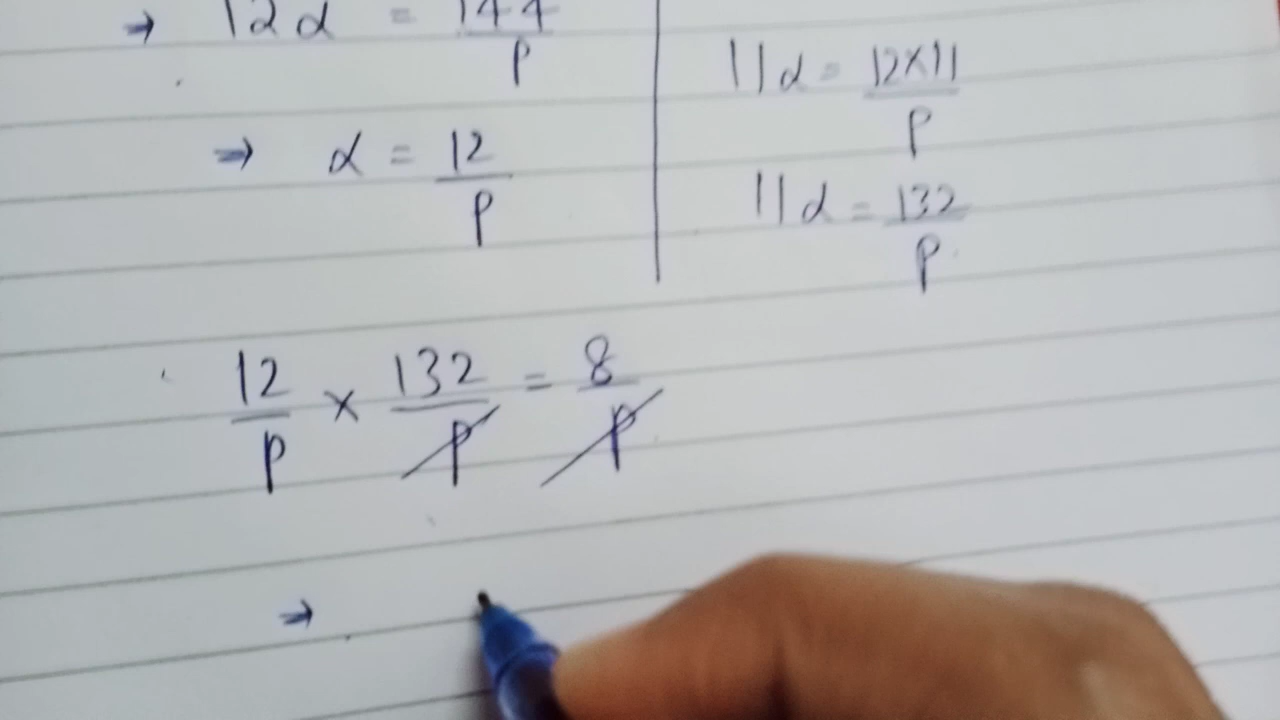 → 12α = 144/p
→ α = 12/p
11α = 12×11/p
11α = 132/p
12/p × 132/p = 8/p
→